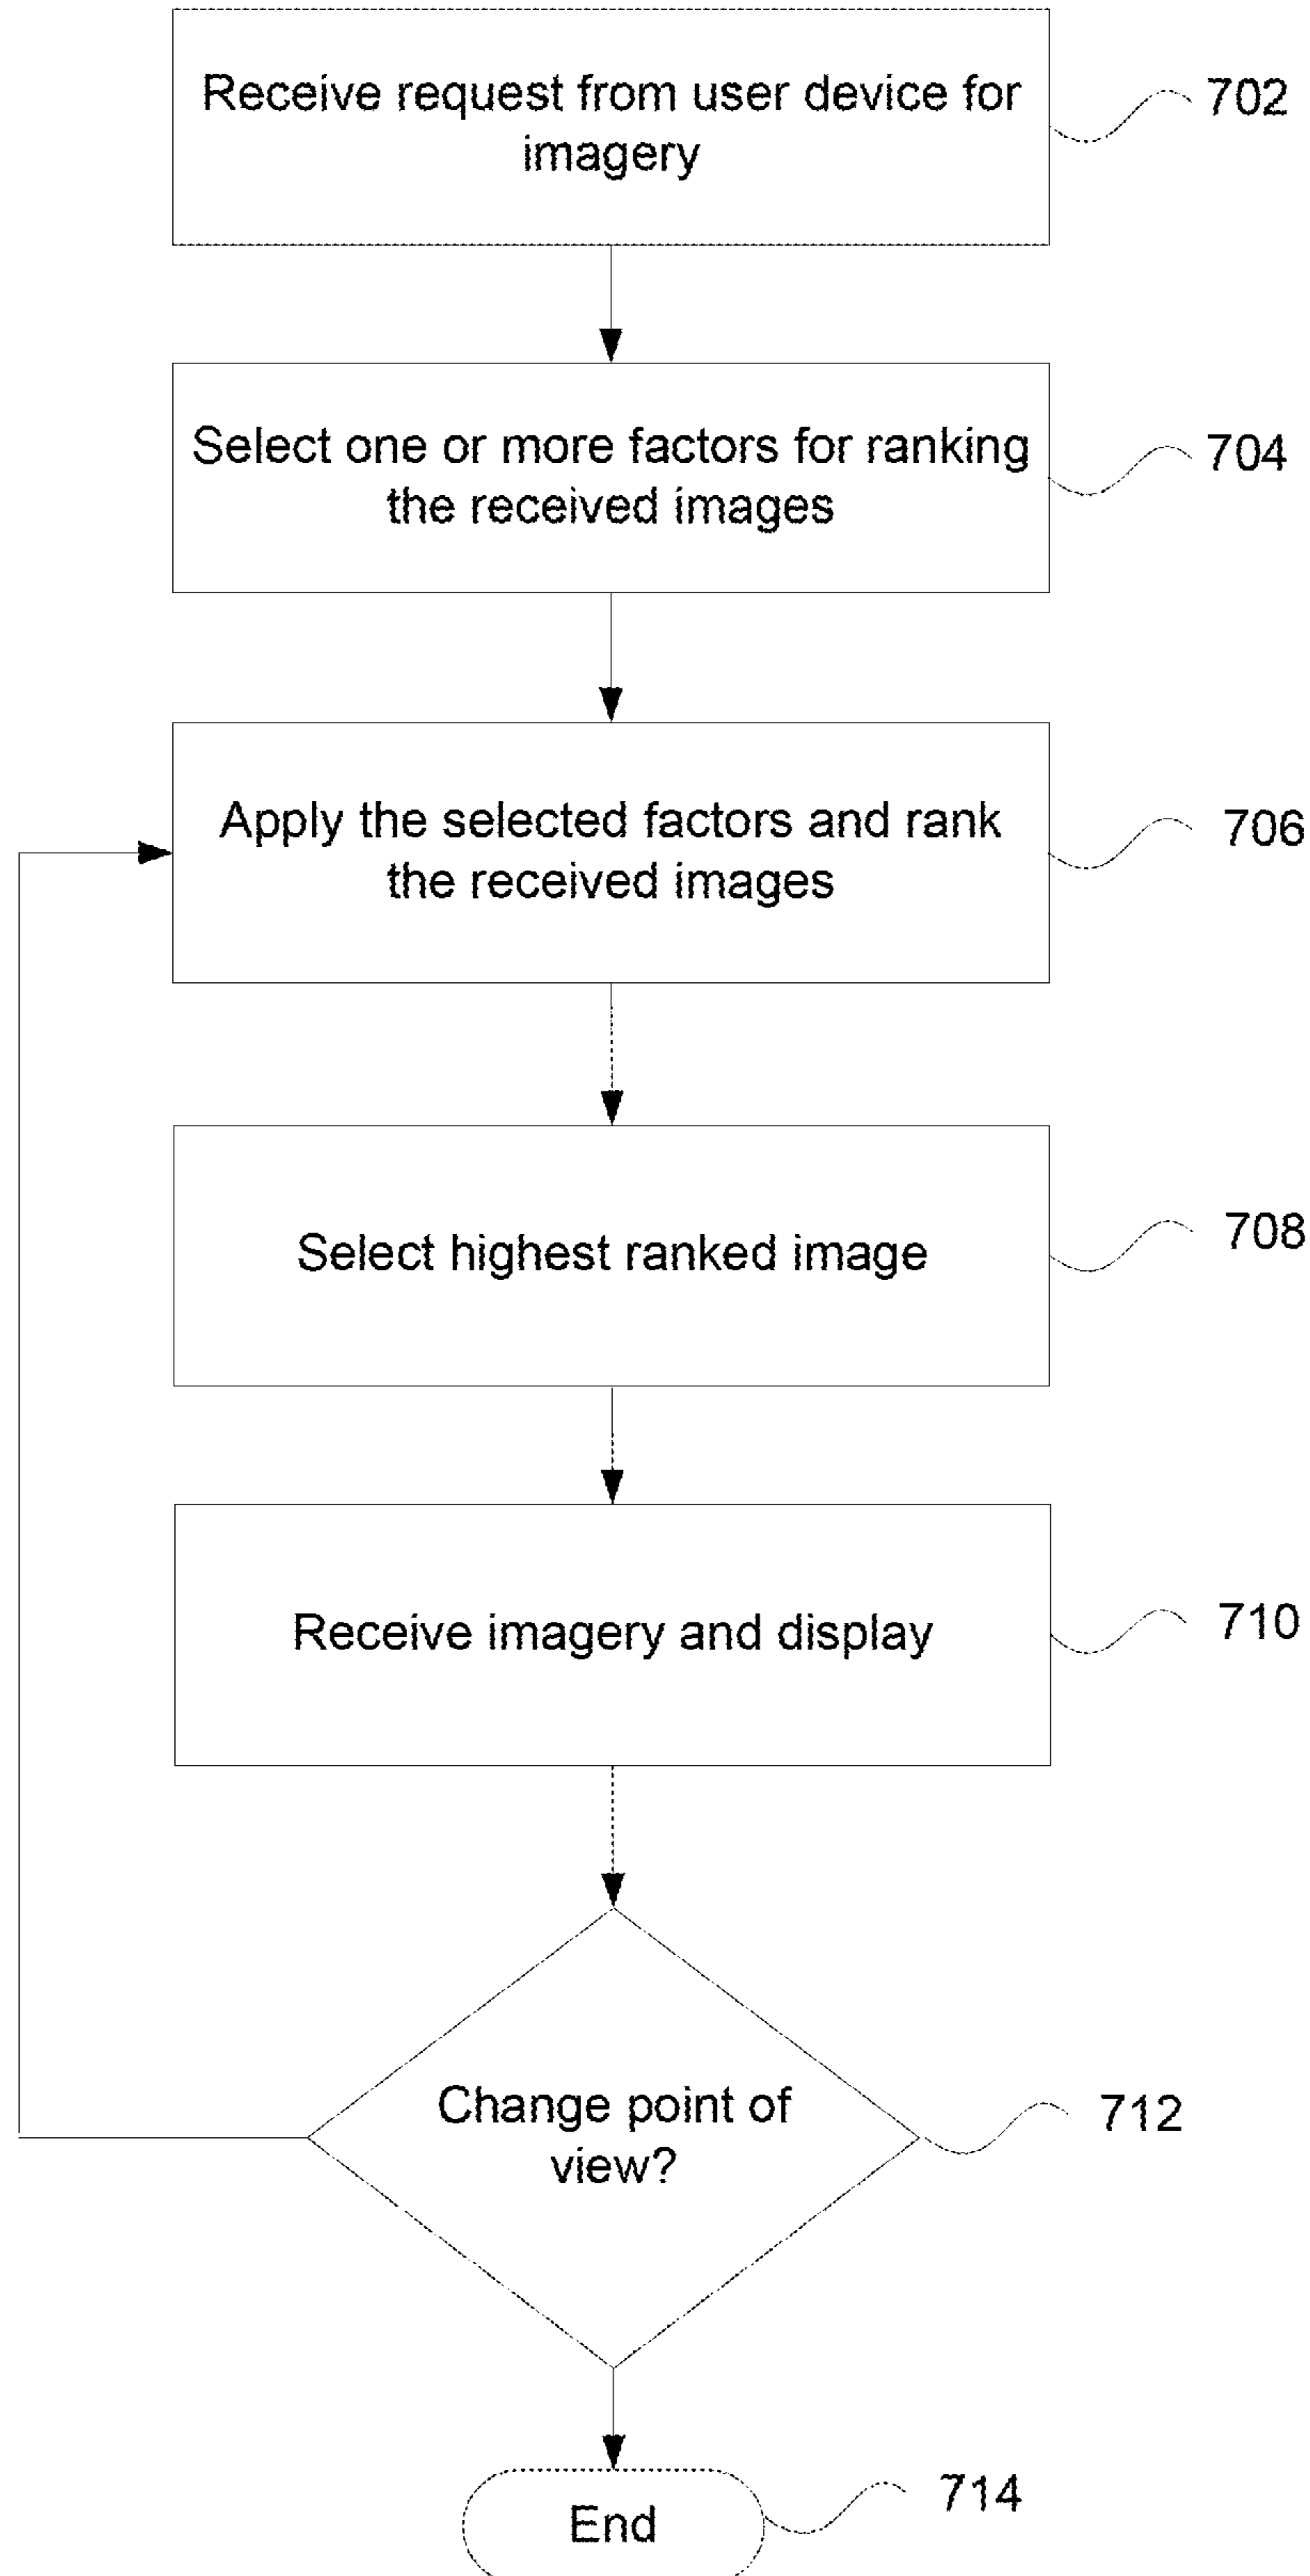 Receive request from user device for
imagery
702
Select one or more factors for ranking
the received images
704
Apply the selected factors and rank
the received images
706
Select highest ranked image
708
Receive imagery and display
710
Change point of
view?
712
End
714